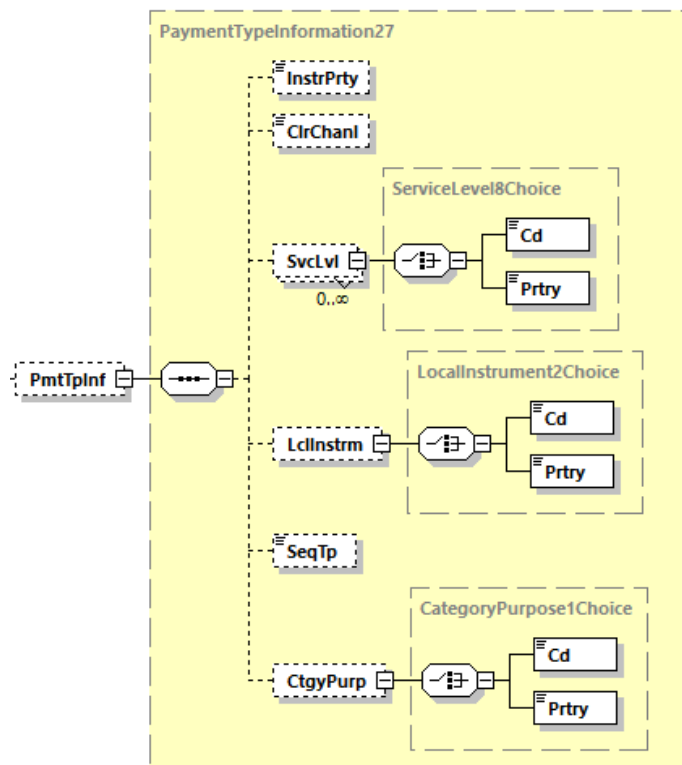 PaymentTypeInformation27
InstrPrty
ClrChanl
ServiceLevel8Choice
Cd
SvcLvl
0..∞
Prtry
PmtTpInf
LocalInstrument2Choice
Cd
LclInstrm
Prtry
SeqTp
CategoryPurpose1Choice
Cd
CtgyPurp
Prtry